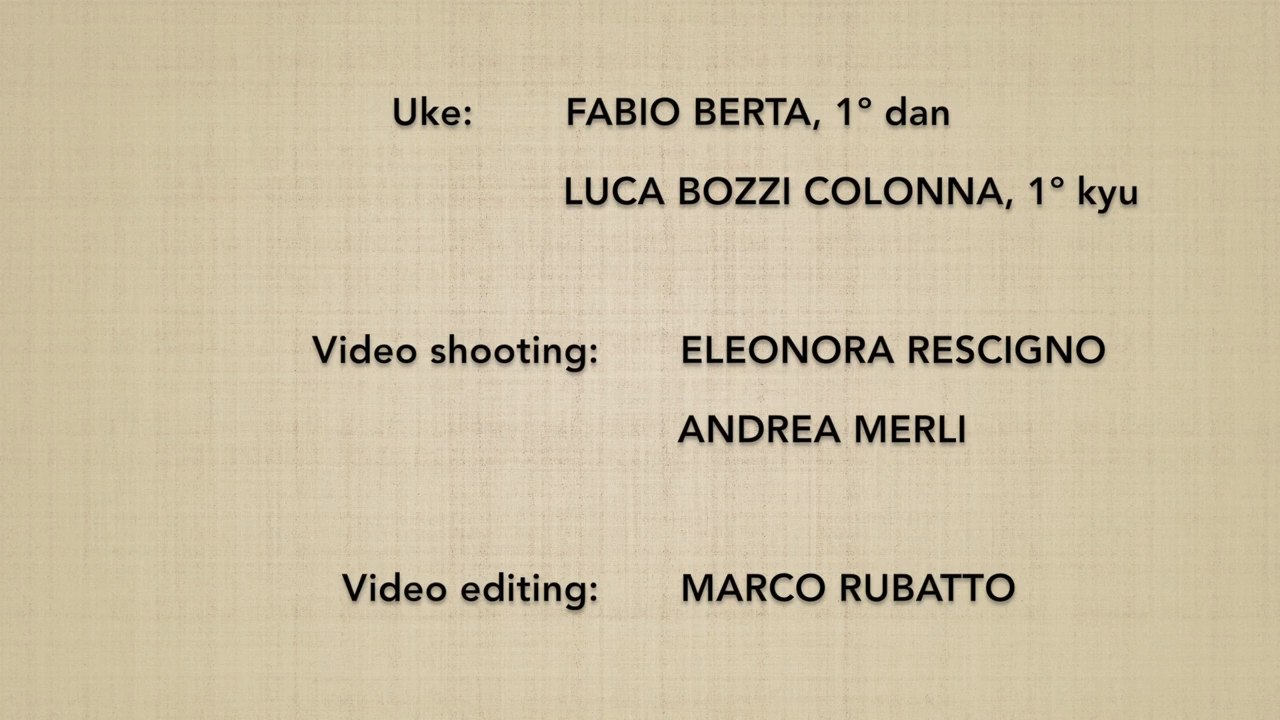 Uke: FABIO BERTA, 1° dan
LUCA BOZZI COLONNA, 1° kyu
Video shooting: ELEONORA RESCIGNO
ANDREA MERLI
Video editing: MARCO RUBATTO